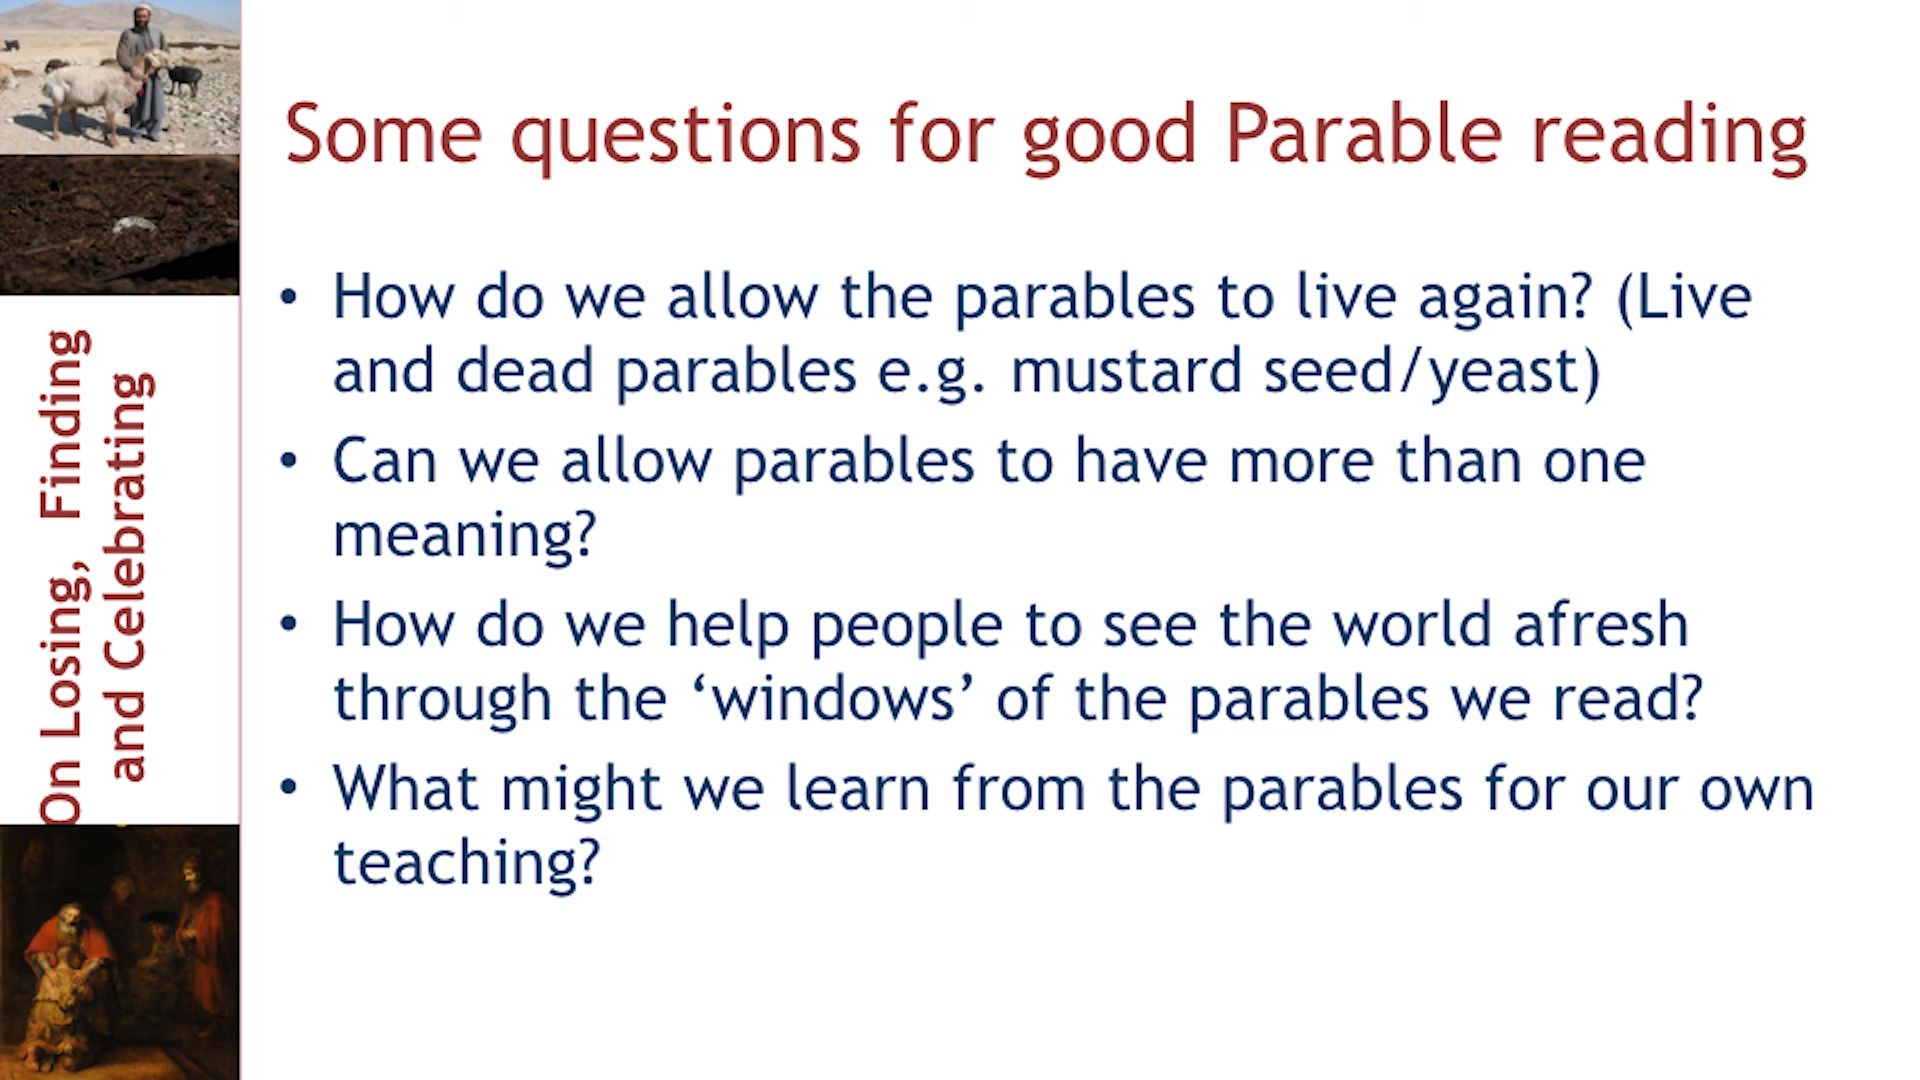 Some questions for good Parable reading
• How do we allow the parables to live again? (Live
and dead parables e.g. mustard seed/yeast)
• Can we allow parables to have more than one
meaning?
• How do we help people to see the world afresh
through the ‘windows’ of the parables we read?
• What might we learn from the parables for our own
teaching?
On Losing, Finding
and Celebrating